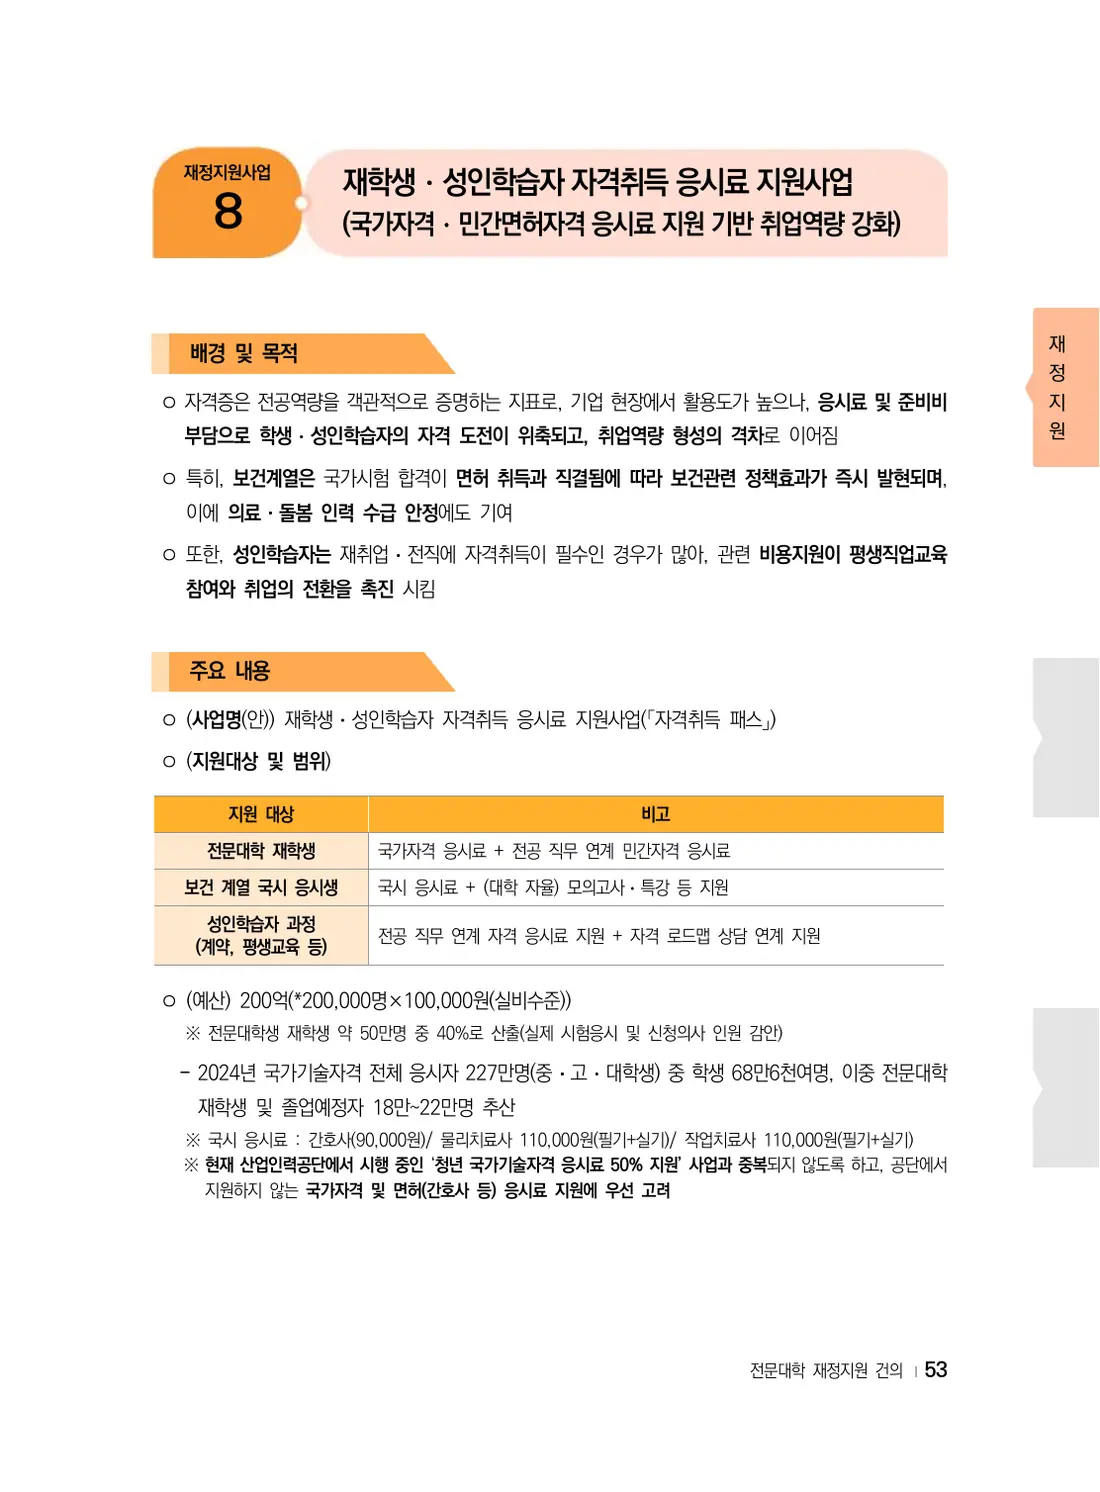 재정지원사업
8
재학생 · 성인학습자 자격취득 응시료 지원사업
(국가자격 · 민간면허자격 응시료 지원 기반 취업역량 강화)
재
정
지
원
배경 및 목적
ㅇ 자격증은 전공역량을 객관적으로 증명하는 지표로, 기업 현장에서 활용도가 높으나, 응시료 및 준비비
부담으로 학생 · 성인학습자의 자격 도전이 위축되고, 취업역량 형성의 격차로 이어짐
ㅇ 특히, 보건계열은 국가시험 합격이 면허 취득과 직결됨에 따라 보건관련 정책효과가 즉시 발현되며,
이에 의료 · 돌봄 인력 수급 안정에도 기여
ㅇ 또한, 성인학습자는 재취업 · 전직에 자격취득이 필수인 경우가 많아, 관련 비용지원이 평생직업교육
참여와 취업의 전환을 촉진 시킴
주요 내용
ㅇ (사업명(안)) 재학생 · 성인학습자 자격취득 응시료 지원사업(「자격취득 패스」)
ㅇ (지원대상 및 범위)
지원 대상 비고
전문대학 재학생 국가자격 응시료 + 전공 직무 연계 민간자격 응시료
보건 계열 국시 응시생 국시 응시료 + (대학 자율) 모의고사 · 특강 등 지원
성인학습자 과정
(계약, 평생교육 등) 전공 직무 연계 자격 응시료 지원 + 자격 로드맵 상담 연계 지원
ㅇ (예산) 200억(*200,000명×100,000원(실비수준))
※ 전문대학생 재학생 약 50만명 중 40%로 산출(실제 시험응시 및 신청의사 인원 감안)
- 2024년 국가기술자격 전체 응시자 227만명(중 · 고 · 대학생) 중 학생 68만6천여명, 이중 전문대학
재학생 및 졸업예정자 18만~22만명 추산
※ 국시 응시료 : 간호사(90,000원)/ 물리치료사 110,000원(필기+실기)/ 작업치료사 110,000원(필기+실기)
※ 현재 산업인력공단에서 시행 중인 '청년 국가기술자격 응시료 50% 지원' 사업과 중복되지 않도록 하고, 공단에서
지원하지 않는 국가자격 및 면허(간호사 등) 응시료 지원에 우선 고려
전문대학 재정지원 건의 | 53